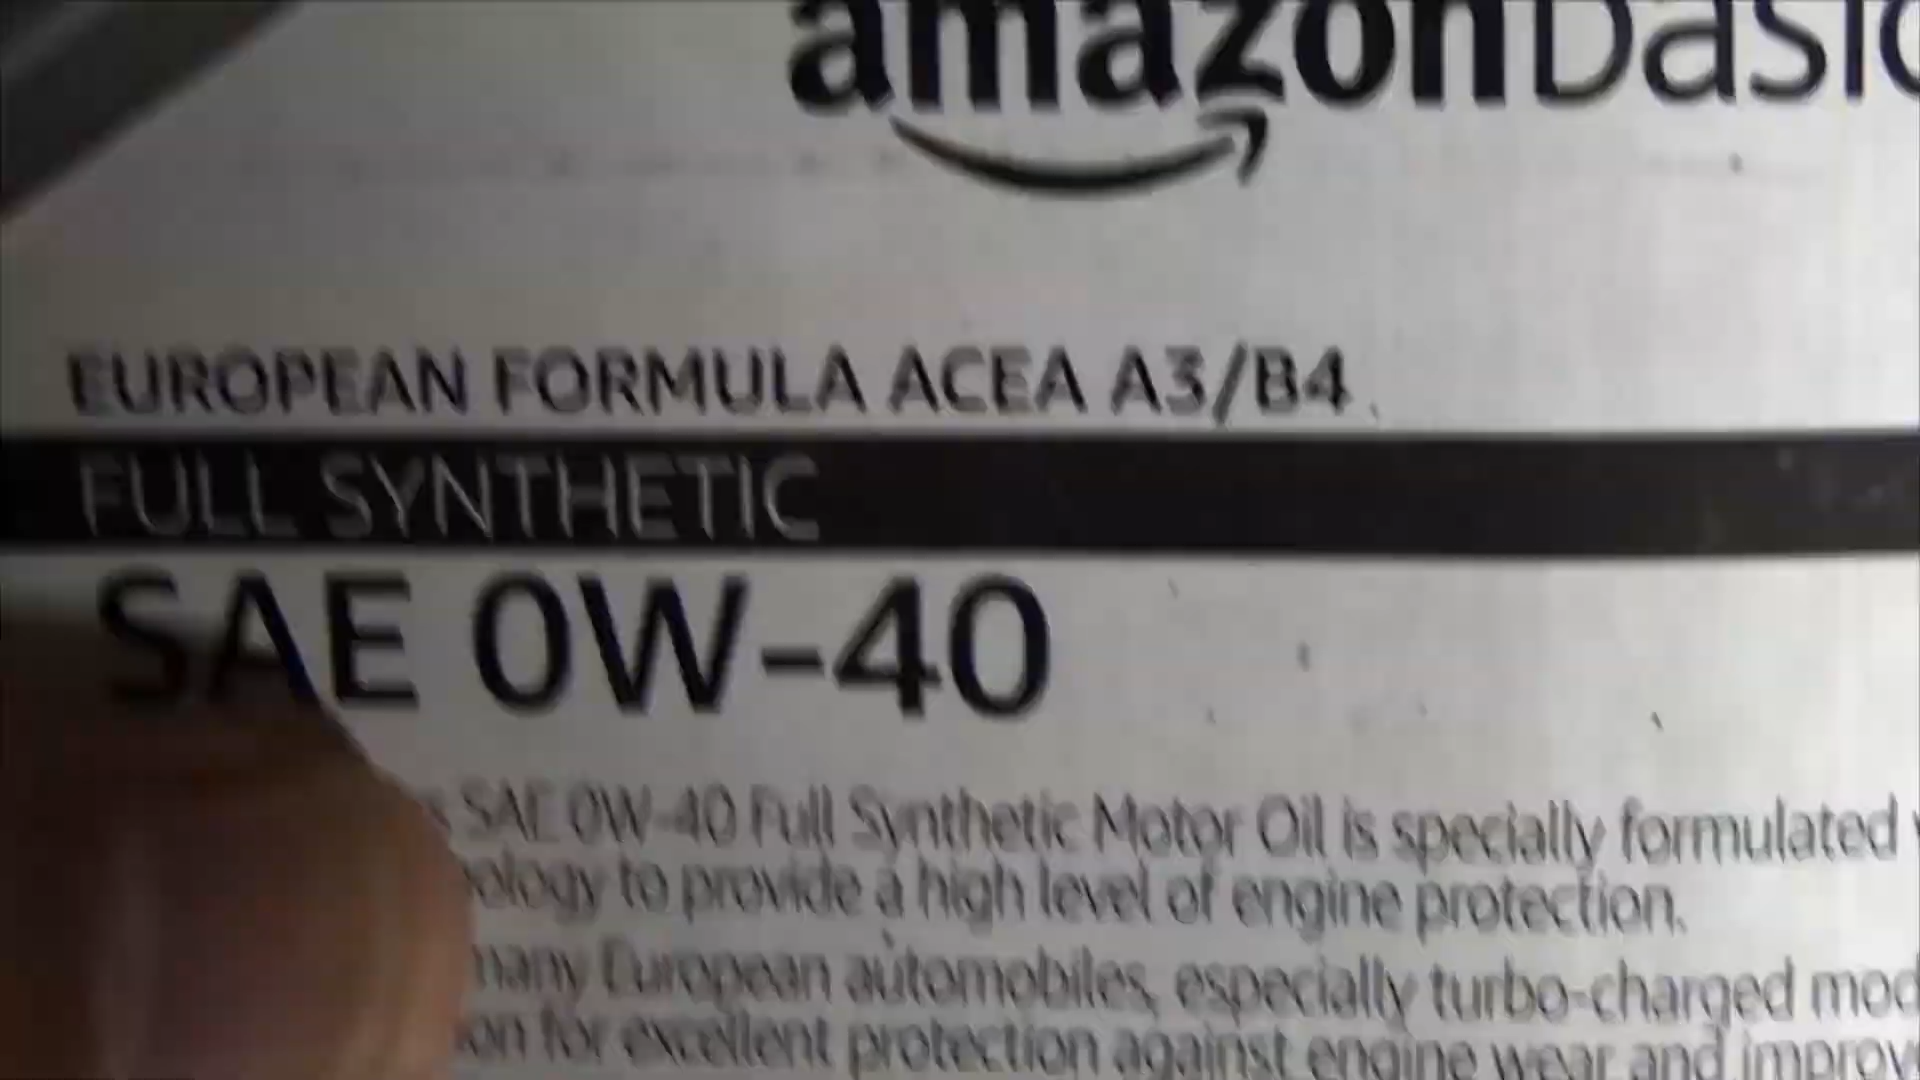 amazonbasic
EUROPEAN FORMULA ACEA A3/B4
FULL SYNTHETIC
SAE 0W-40
SAE 0W-40 Full Synthetic Motor Oil is specially formulated
ology to provide a high level of engine protection.
many European automobiles, especially turbo-charged mod
on for excellent protection against engine wear and improv